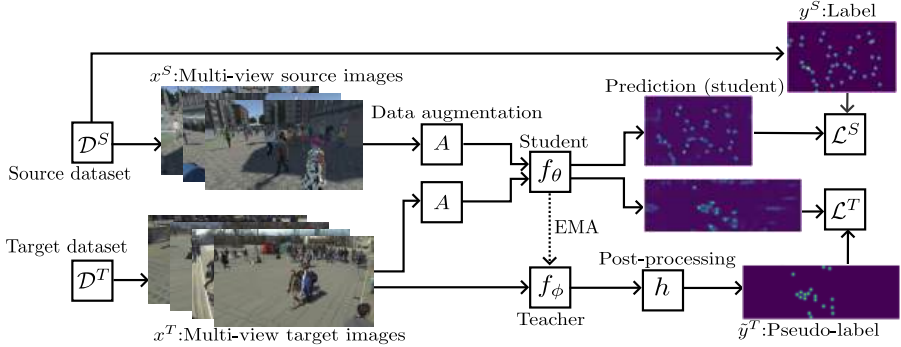 y^S:Label
x^S:Multi-view source images
Prediction (student)
Data augmentation
D^S
A
Student
L^S
Source dataset
f_θ
A
L^T
Target dataset
EMA
Post-processing
D^T
f_ϕ
h
Teacher
x^T:Multi-view target images
ỹ^T:Pseudo-label